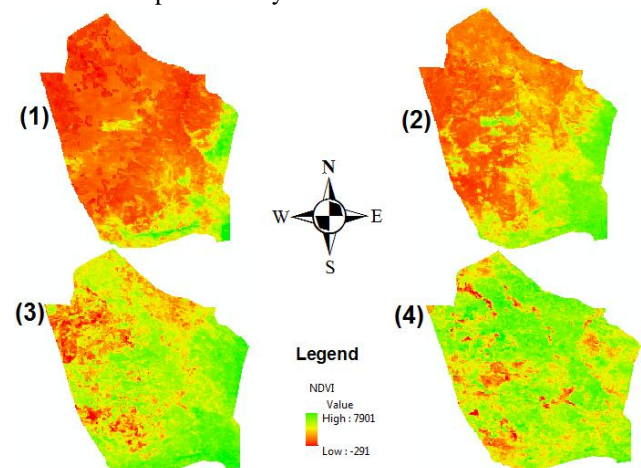 (1)
(2)
N
W E
S
(3)
(4)
Legend
NDVI
Value
High : 7901
Low : -291